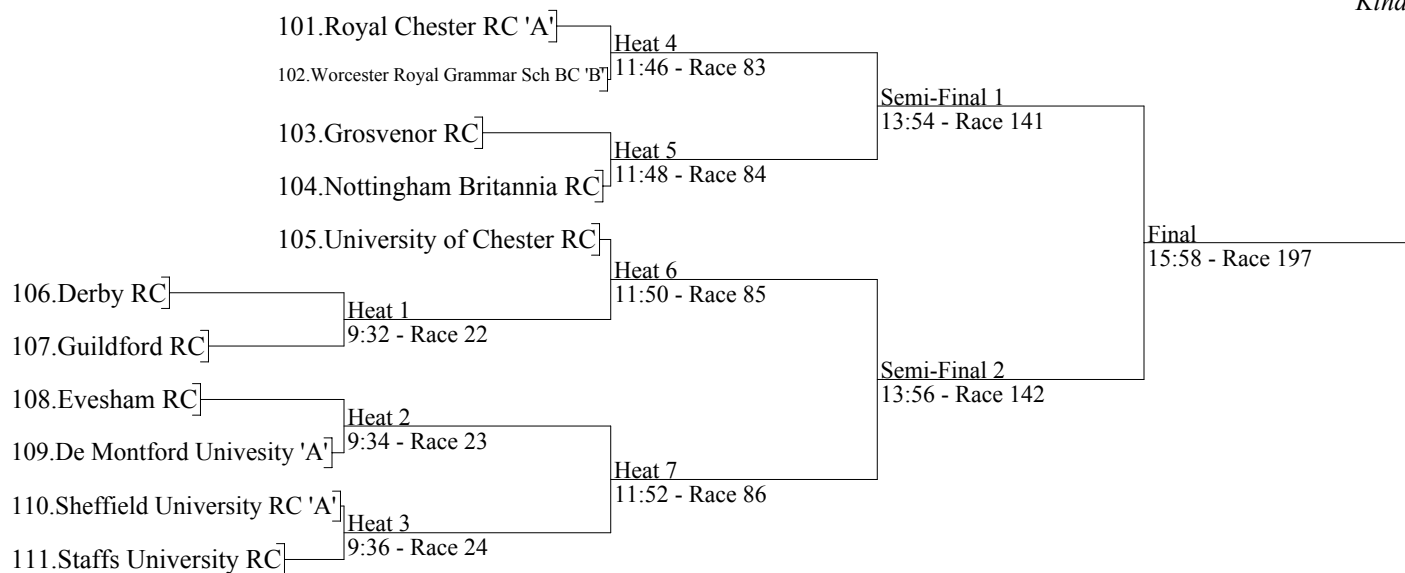 Kind
101.Royal Chester RC 'A'
Heat 4
11:46 - Race 83
102.Worcester Royal Grammar Sch BC 'B'
Semi-Final 1
13:54 - Race 141
103.Grosvenor RC
Heat 5
11:48 - Race 84
104.Nottingham Britannia RC
105.University of Chester RC
Final
15:58 - Race 197
Heat 6
11:50 - Race 85
106.Derby RC
Heat 1
9:32 - Race 22
107.Guildford RC
Semi-Final 2
13:56 - Race 142
108.Evesham RC
Heat 2
9:34 - Race 23
109.De Montford Univesity 'A'
Heat 7
11:52 - Race 86
110.Sheffield University RC 'A'
Heat 3
9:36 - Race 24
111.Staffs University RC